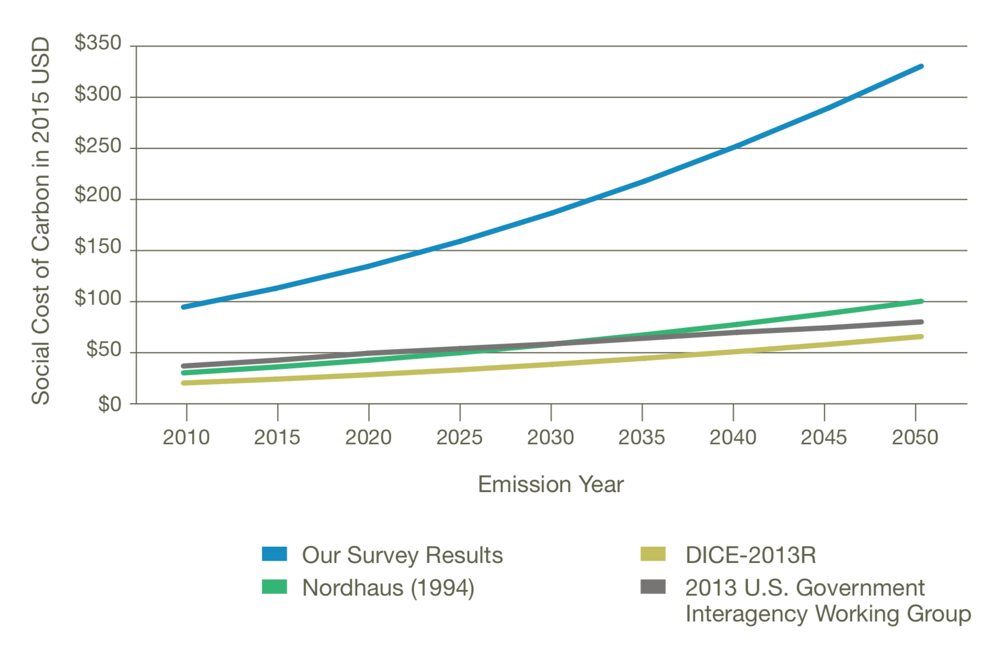 Social Cost of Carbon in 2015 USD
$350
$300
$250
$200
$150
$100
$50
$0
2010 2015 2020 2025 2030 2035 2040 2045 2050
Emission Year
Our Survey Results
Nordhaus (1994)
DICE-2013R
2013 U.S. Government
Interagency Working Group